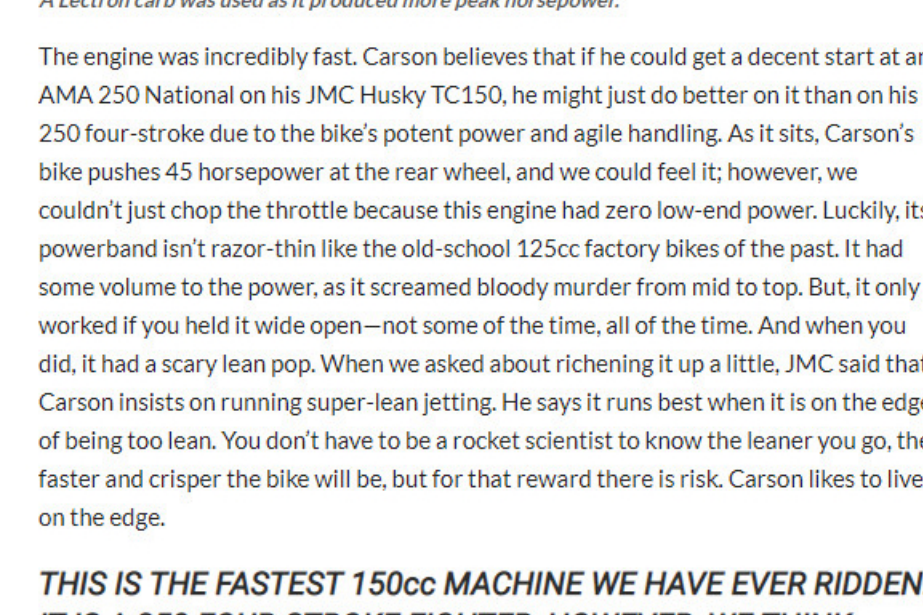 A Lectron carb was used as it produced more peak horsepower.
The engine was incredibly fast. Carson believes that if he could get a decent start at an
AMA 250 National on his JMC Husky TC150, he might just do better on it than on his
250 four-stroke due to the bike’s potent power and agile handling. As it sits, Carson’s
bike pushes 45 horsepower at the rear wheel, and we could feel it; however, we
couldn’t just chop the throttle because this engine had zero low-end power. Luckily, its
powerband isn’t razor-thin like the old-school 125cc factory bikes of the past. It had
some volume to the power, as it screamed bloody murder from mid to top. But, it only
worked if you held it wide open—not some of the time, all of the time. And when you
did, it had a scary lean pop. When we asked about richening it up a little, JMC said that
Carson insists on running super-lean jetting. He says it runs best when it is on the edge
of being too lean. You don’t have to be a rocket scientist to know the leaner you go, the
faster and crisper the bike will be, but for that reward there is risk. Carson likes to live
on the edge.
THIS IS THE FASTEST 150cc MACHINE WE HAVE EVER RIDDEN